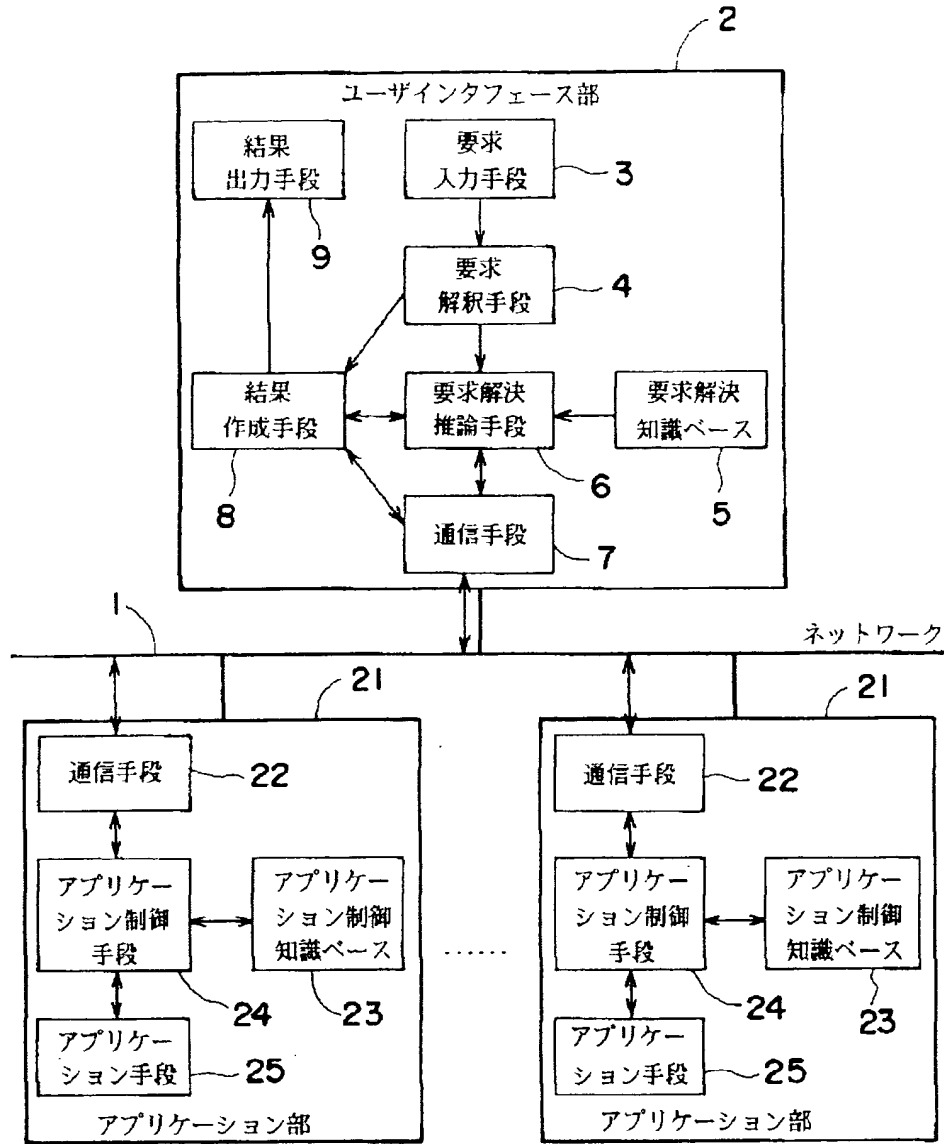 2
ユーザインタフェース部
結果
出力手段
9
要求
入力手段
3
要求
解釈手段
4
結果
作成手段
8
要求解決
推論手段
6
要求解決
知識ベース
5
通信手段
7
1
ネットワーク
21
通信手段
22
アプリケー
ション制御
手段
24
アプリケー
ション制御
知識ベース
23
アプリケー
ション手段
25
アプリケーション部
......
21
通信手段
22
アプリケー
ション制御
手段
24
アプリケー
ション制御
知識ベース
23
アプリケー
ション手段
25
アプリケーション部